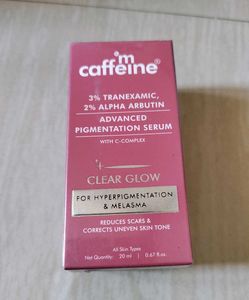 'm
caffeine®
3% TRANEXAMIC,
2% ALPHA ARBUTIN
ADVANCED
PIGMENTATION SERUM
WITH C-COMPLEX
CLEAR GLOW
FOR HYPERPIGMENTATION
& MELASMA
REDUCES SCARS &
CORRECTS UNEVEN SKIN TONE
All Skin Types
Net Quantity: 20 ml | 0.67 fl.oz.